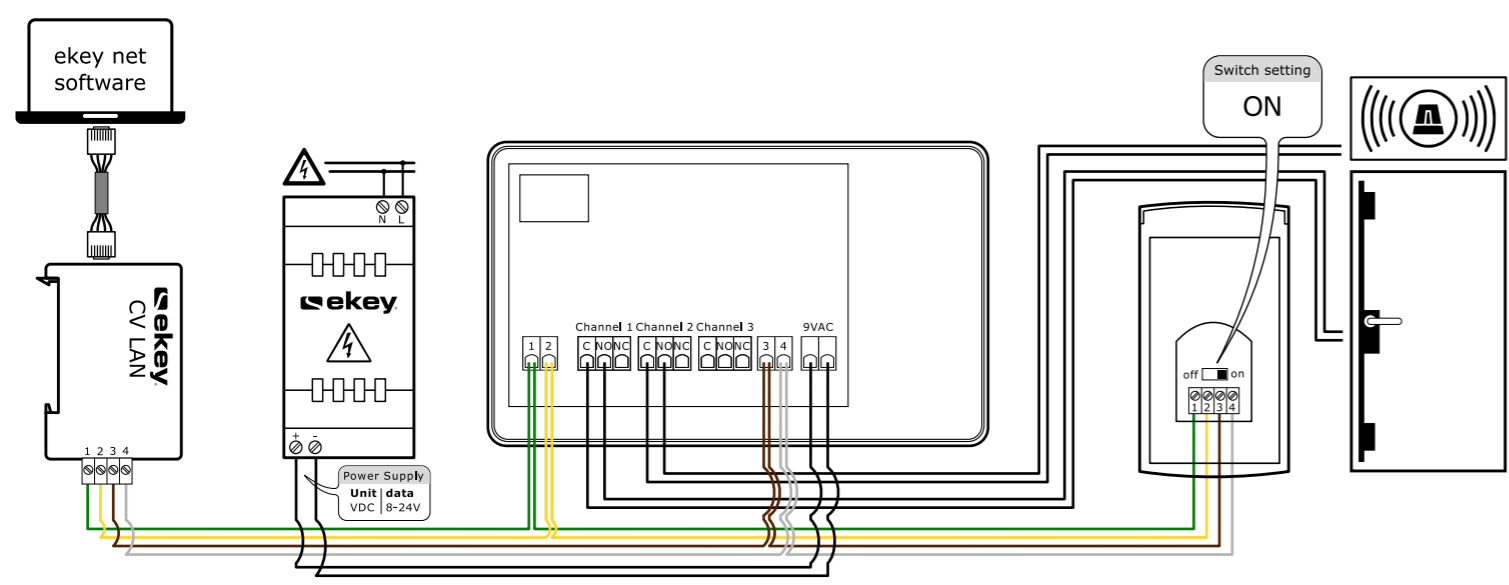 ekey net
software
Switch setting
ON
N L
ekey
CV LAN
ekey
Channel 1 Channel 2 Channel 3 9VAC
1 2 C NO NC C NO NC C NO NC 3 4
off on
1 2 3 4
+ -
1 2 3 4
Power Supply
Unit data
VDC 8-24V